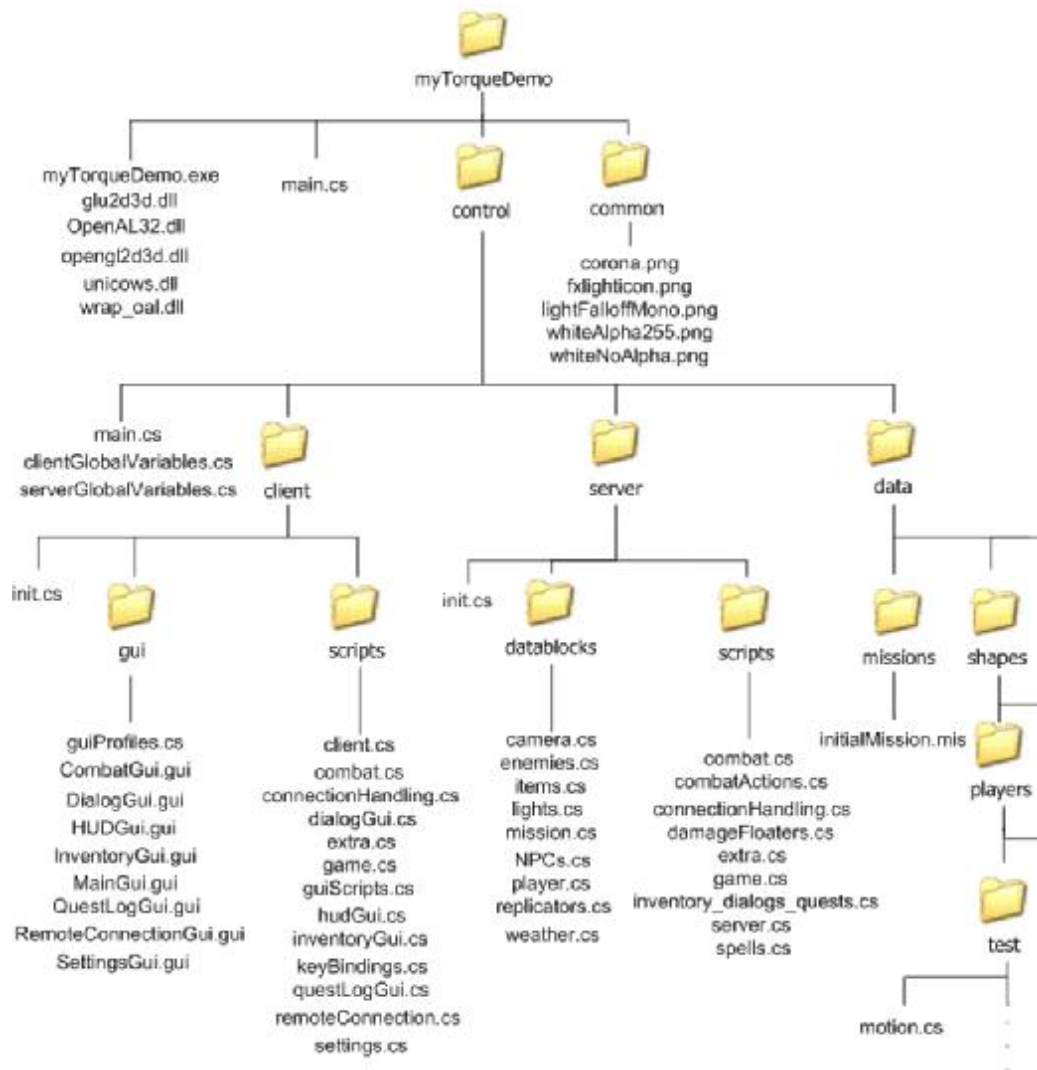 myTorqueDemo
myTorqueDemo.exe
glu2d3d.dll
OpenAL32.dll
opengl2d3d.dll
unicows.dll
wrap_oal.dll
main.cs
control
common
corona.png
fxlighticon.png
lightFalloffMono.png
whiteAlpha255.png
whiteNoAlpha.png
main.cs
clientGlobalVariables.cs
serverGlobalVariables.cs
client
server
data
init.cs
gui
scripts
init.cs
datablocks
scripts
missions
shapes
guiProfiles.cs
CombatGui.gui
DialogGui.gui
HUDGui.gui
InventoryGui.gui
MainGui.gui
QuestLogGui.gui
RemoteConnectionGui.gui
SettingsGui.gui
client.cs
combat.cs
connectionHandling.cs
dialogGui.cs
extra.cs
game.cs
guiScripts.cs
hudGui.cs
inventoryGui.cs
keyBindings.cs
questLogGui.cs
remoteConnection.cs
settings.cs
camera.cs
enemies.cs
items.cs
lights.cs
mission.cs
NPCs.cs
player.cs
replicators.cs
weather.cs
combat.cs
combatActions.cs
connectionHandling.cs
damageFloaters.cs
extra.cs
game.cs
inventory_dialogs_quests.cs
server.cs
spells.cs
initialMission.mis
players
test
motion.cs